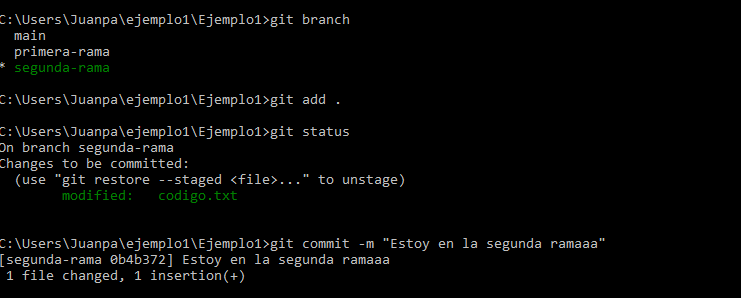 C:\Users\Juanpa\ejemplo1\Ejemplo1>git branch
  main
  primera-rama
* segunda-rama
C:\Users\Juanpa\ejemplo1\Ejemplo1>git add .
C:\Users\Juanpa\ejemplo1\Ejemplo1>git status
On branch segunda-rama
Changes to be committed:
  (use "git restore --staged <file>..." to unstage)
        modified:   codigo.txt
C:\Users\Juanpa\ejemplo1\Ejemplo1>git commit -m "Estoy en la segunda ramaaa"
[segunda-rama 0b4b372] Estoy en la segunda ramaaa
 1 file changed, 1 insertion(+)